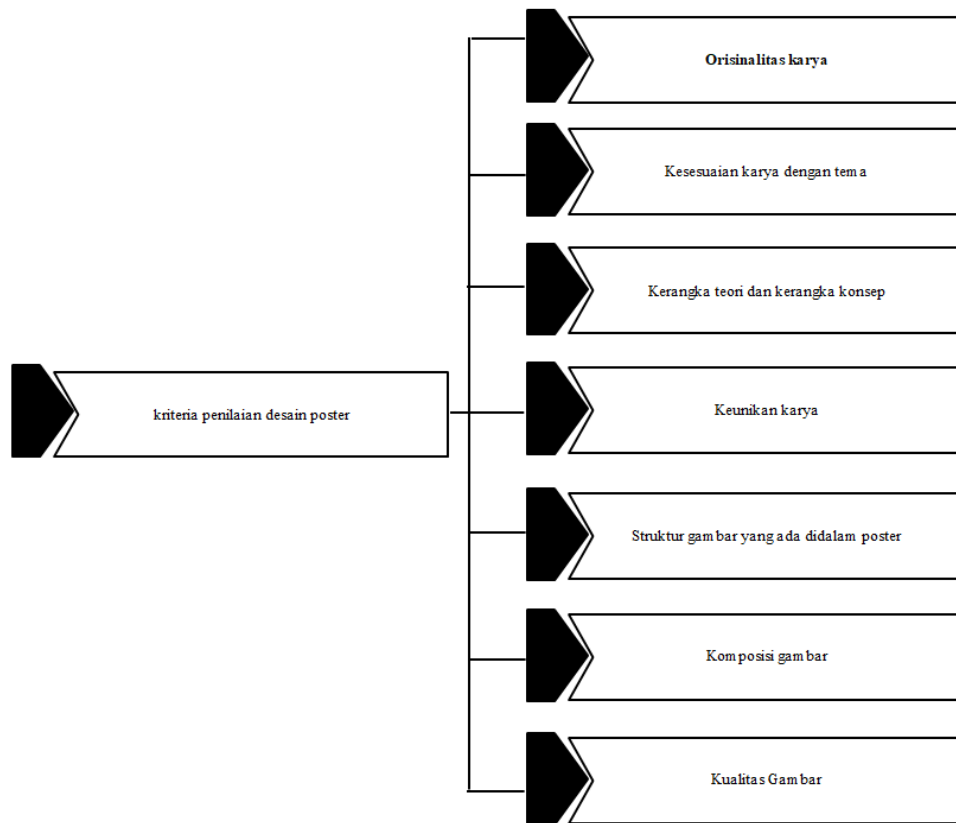 Orisinalitas karya
Kesesuaian karya dengan tema
Kerangka teori dan kerangka konsep
kriteria penilaian desain poster
Keunikan karya
Struktur gambar yang ada didalam poster
Komposisi gambar
Kualitas Gambar